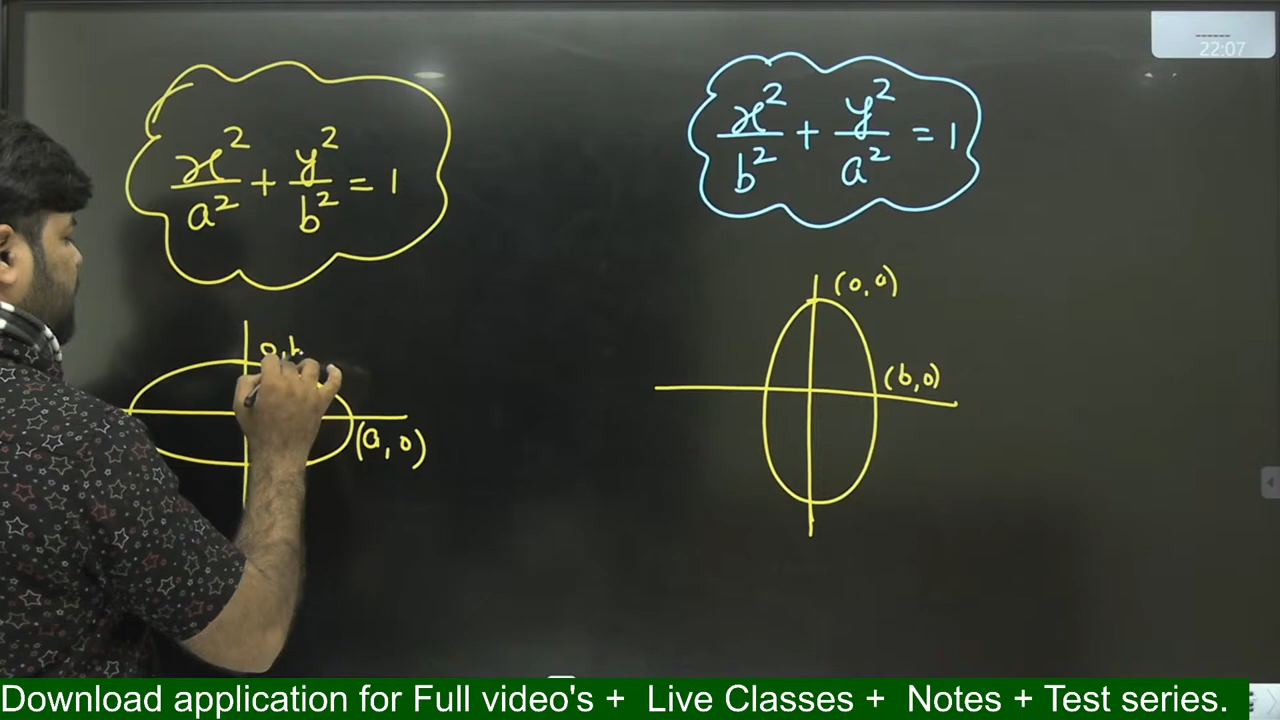 22:07
x²/a² + y²/b² = 1
x²/b² + y²/a² = 1
(0,a)
(b,0)
0,b
(a,0)
Download application for Full video's + Live Classes + Notes + Test series.